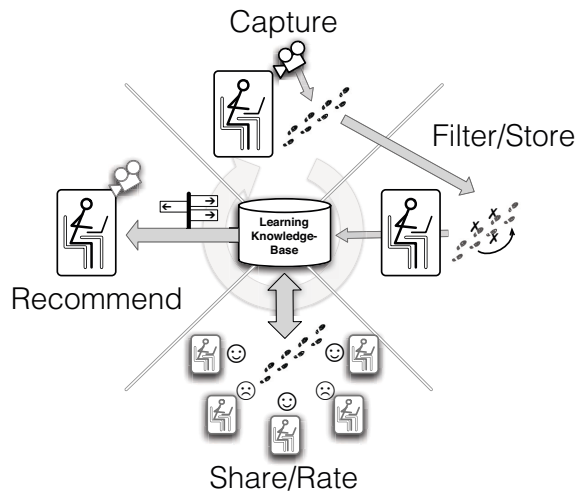 Capture
Filter/Store
Learning
Knowledge-
Base
Recommend
Share/Rate